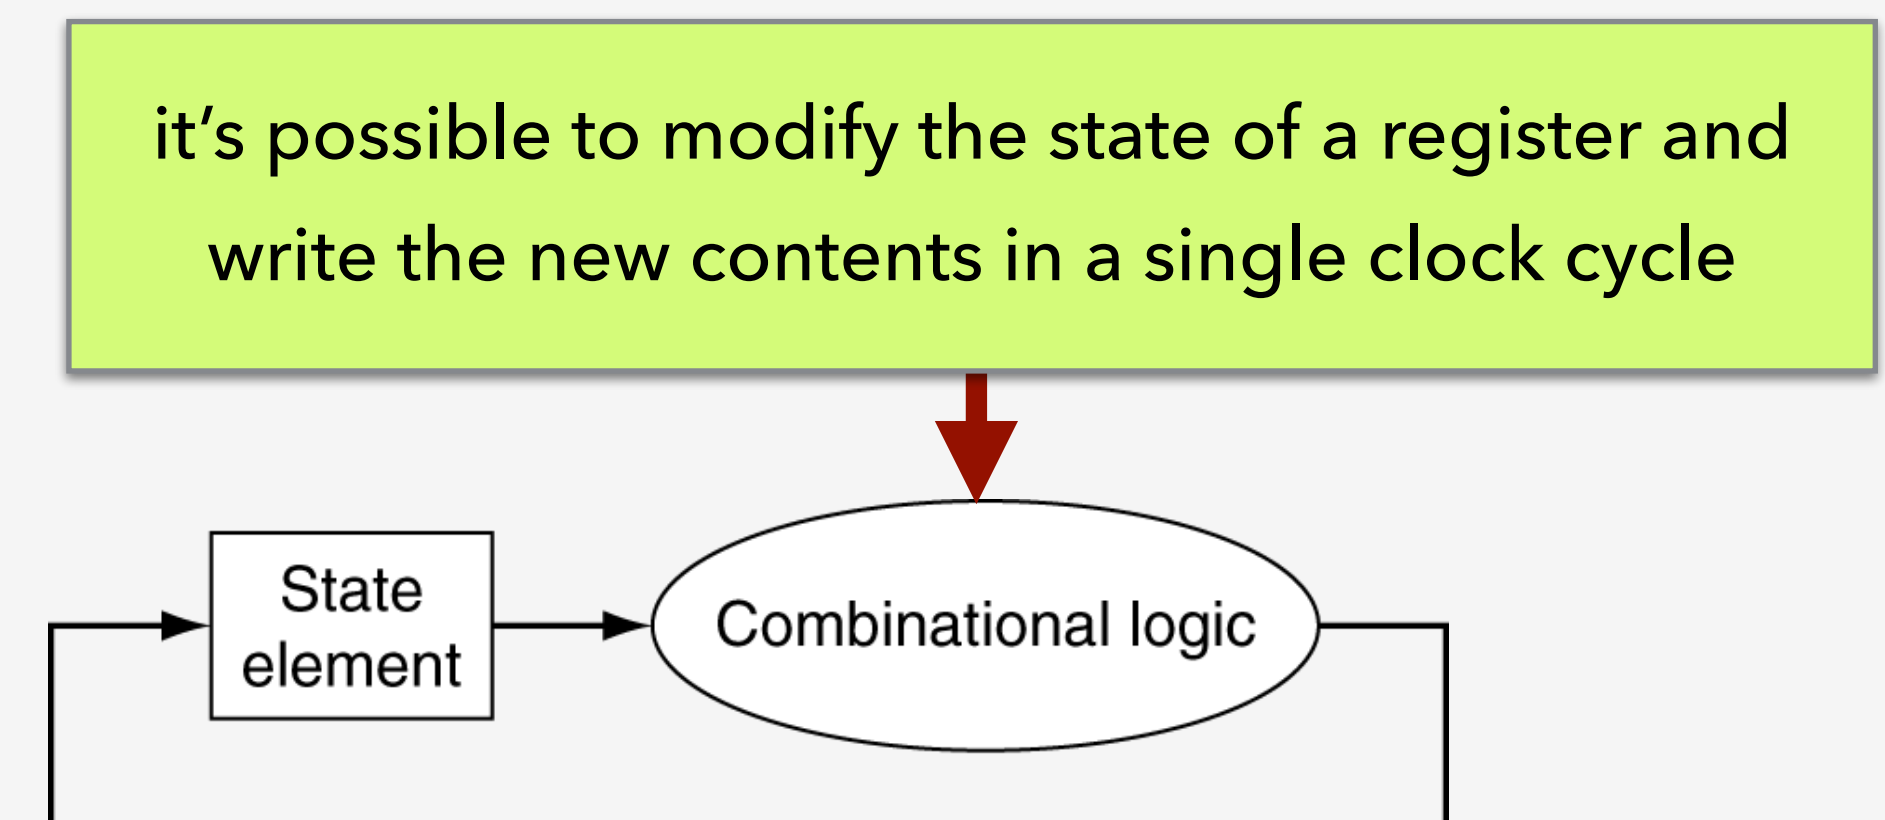 it’s possible to modify the state of a register and
write the new contents in a single clock cycle
State
element
Combinational logic